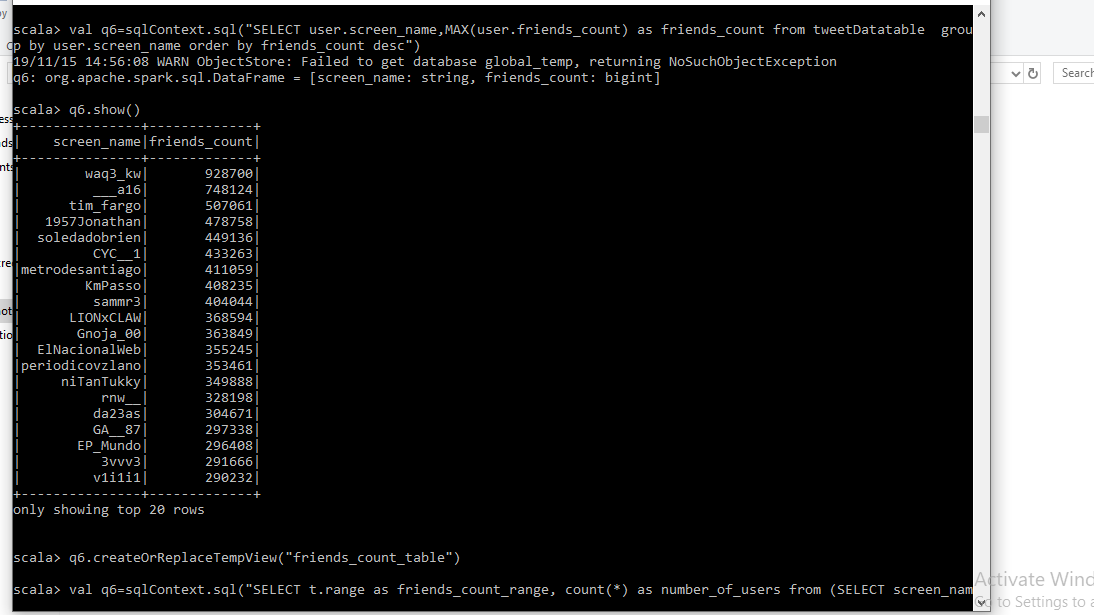 scala> val q6=sqlContext.sql("SELECT user.screen_name,MAX(user.friends_count) as friends_count from tweetDatatable  grou
p by user.screen_name order by friends_count desc")
19/11/15 14:56:08 WARN ObjectStore: Failed to get database global_temp, returning NoSuchObjectException
q6: org.apache.spark.sql.DataFrame = [screen_name: string, friends_count: bigint]
Search
scala> q6.show()
+---------------+-------------+
|    screen_name|friends_count|
+---------------+-------------+
|        waq3_kw|       928700|
|         ___a16|       748124|
|      tim_fargo|       507061|
|   1957Jonathan|       478758|
|  soledadobrien|       449136|
|         CYC__1|       433263|
|metrodesantiago|       411059|
|        KmPasso|       408235|
|         sammr3|       404044|
|      LIONxCLAW|       368594|
|       Gnoja_00|       363849|
|  ElNacionalWeb|       355245|
|periodicovzlano|       353461|
|     niTanTukky|       349888|
|          rnw__|       328198|
|         da23as|       304671|
|         GA__87|       297338|
|       EP_Mundo|       296408|
|          3vvv3|       291666|
|         v1i1i1|       290232|
+---------------+-------------+
only showing top 20 rows
scala> q6.createOrReplaceTempView("friends_count_table")
scala> val q6=sqlContext.sql("SELECT t.range as friends_count_range, count(*) as number_of_users from (SELECT screen_nam
Activate Wind
to Settings to a